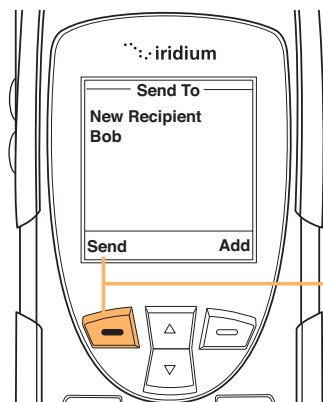 iridium
Send To
New Recipient
Bob
Send Add